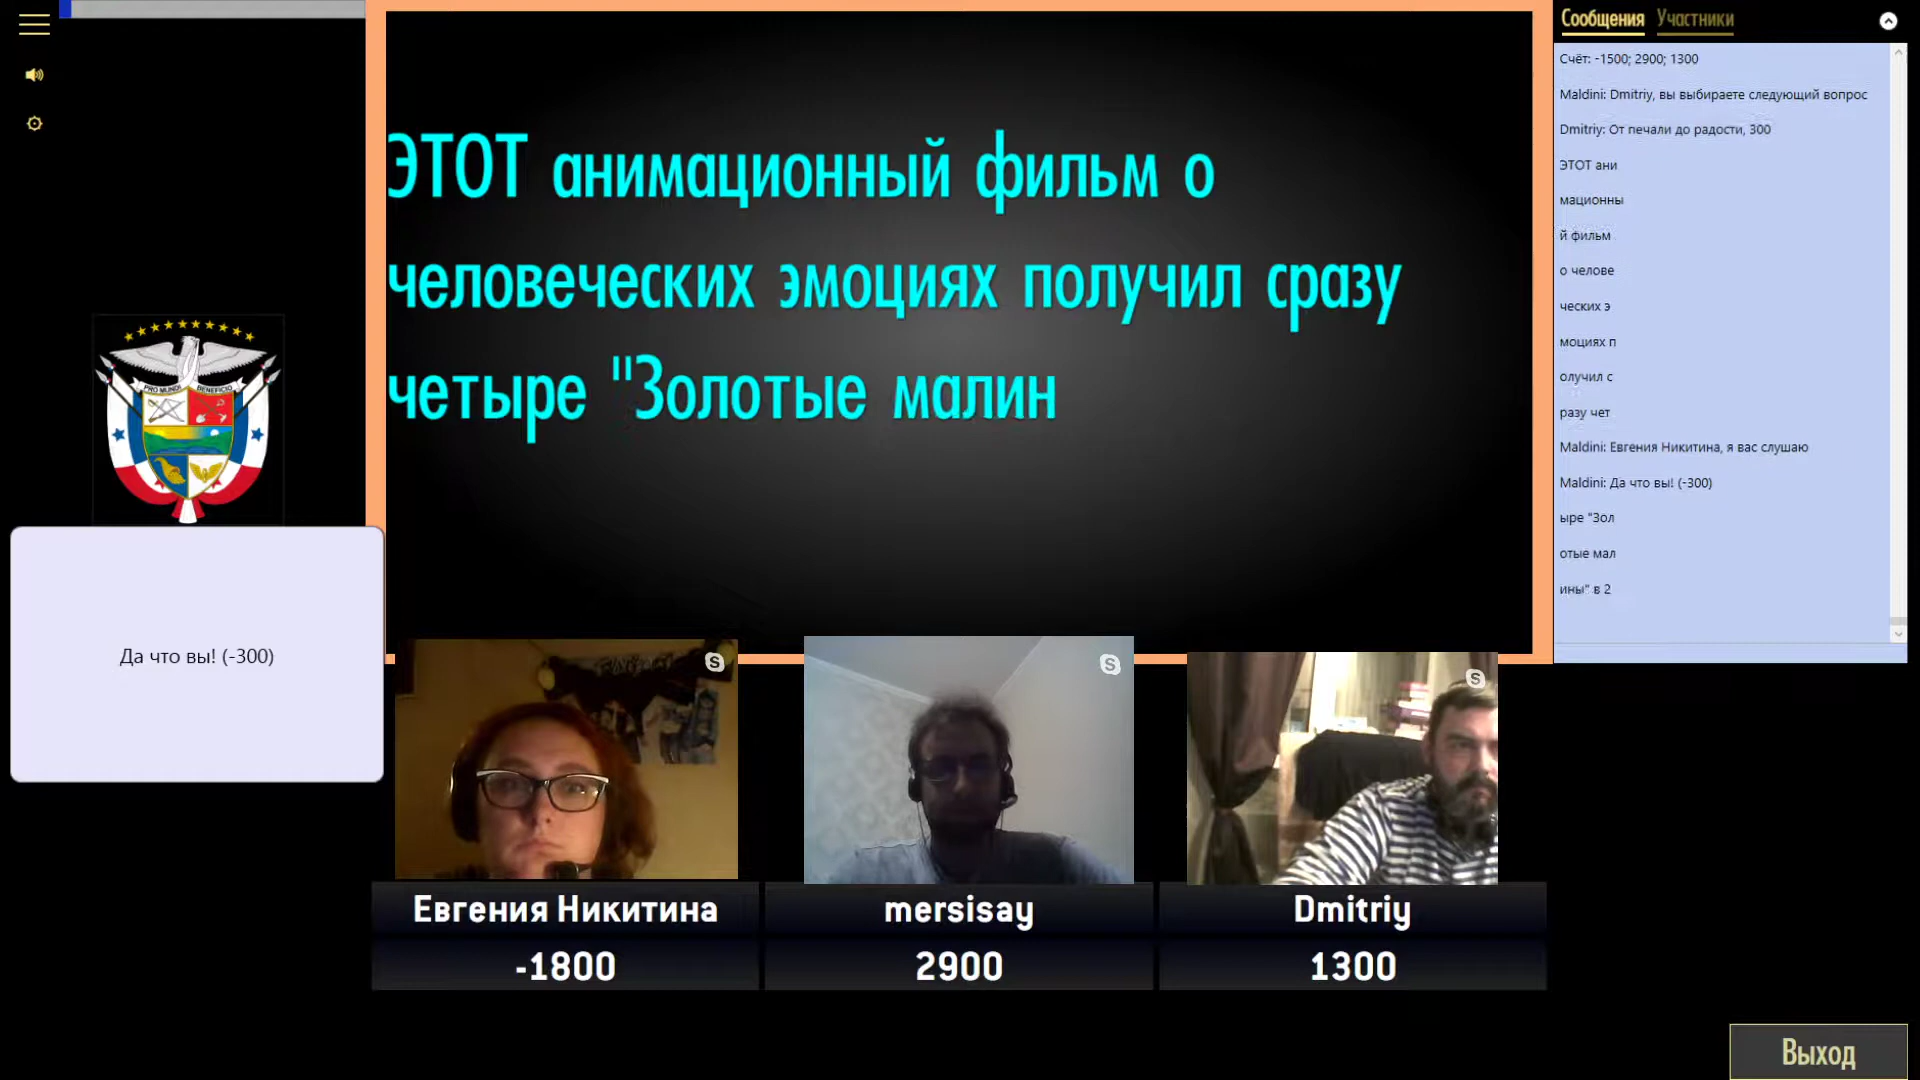 Сообщения Участники
ЭТОТ анимационный фильм о
человеческих эмоциях получил сразу
четыре "Золотые малин
Счёт: -1500; 2900; 1300
Maldini: Dmitriy, вы выбираете следующий вопрос
Dmitriy: От печали до радости, 300
ЭТОТ ани
мационны
й фильм
о челове
ческих э
моциях п
олучил с
разу чет
Maldini: Евгения Никитина, я вас слушаю
Maldini: Да что вы! (-300)
ыре "Зол
отые мал
ины" в 2
PRO MUNDI BENEFICIO
Да что вы! (-300)
S
S
S
Евгения Никитина
-1800
mersisay
2900
Dmitriy
1300
Выход